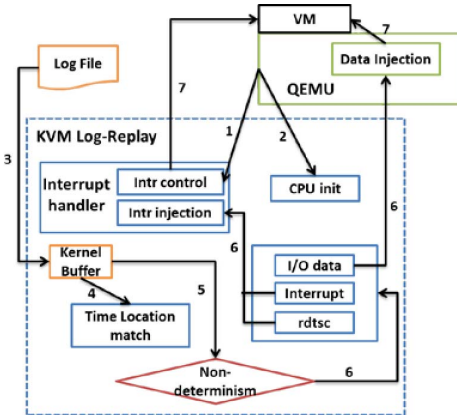 VM
7
Log File
Data Injection
QEMU
7
KVM Log-Replay
1
2
3
Interrupt
handler
Intr control
Intr injection
CPU init
6
6
I/O data
Interrupt
rdtsc
Kernel
Buffer
4
5
Time Location
match
Non-
determinism
6